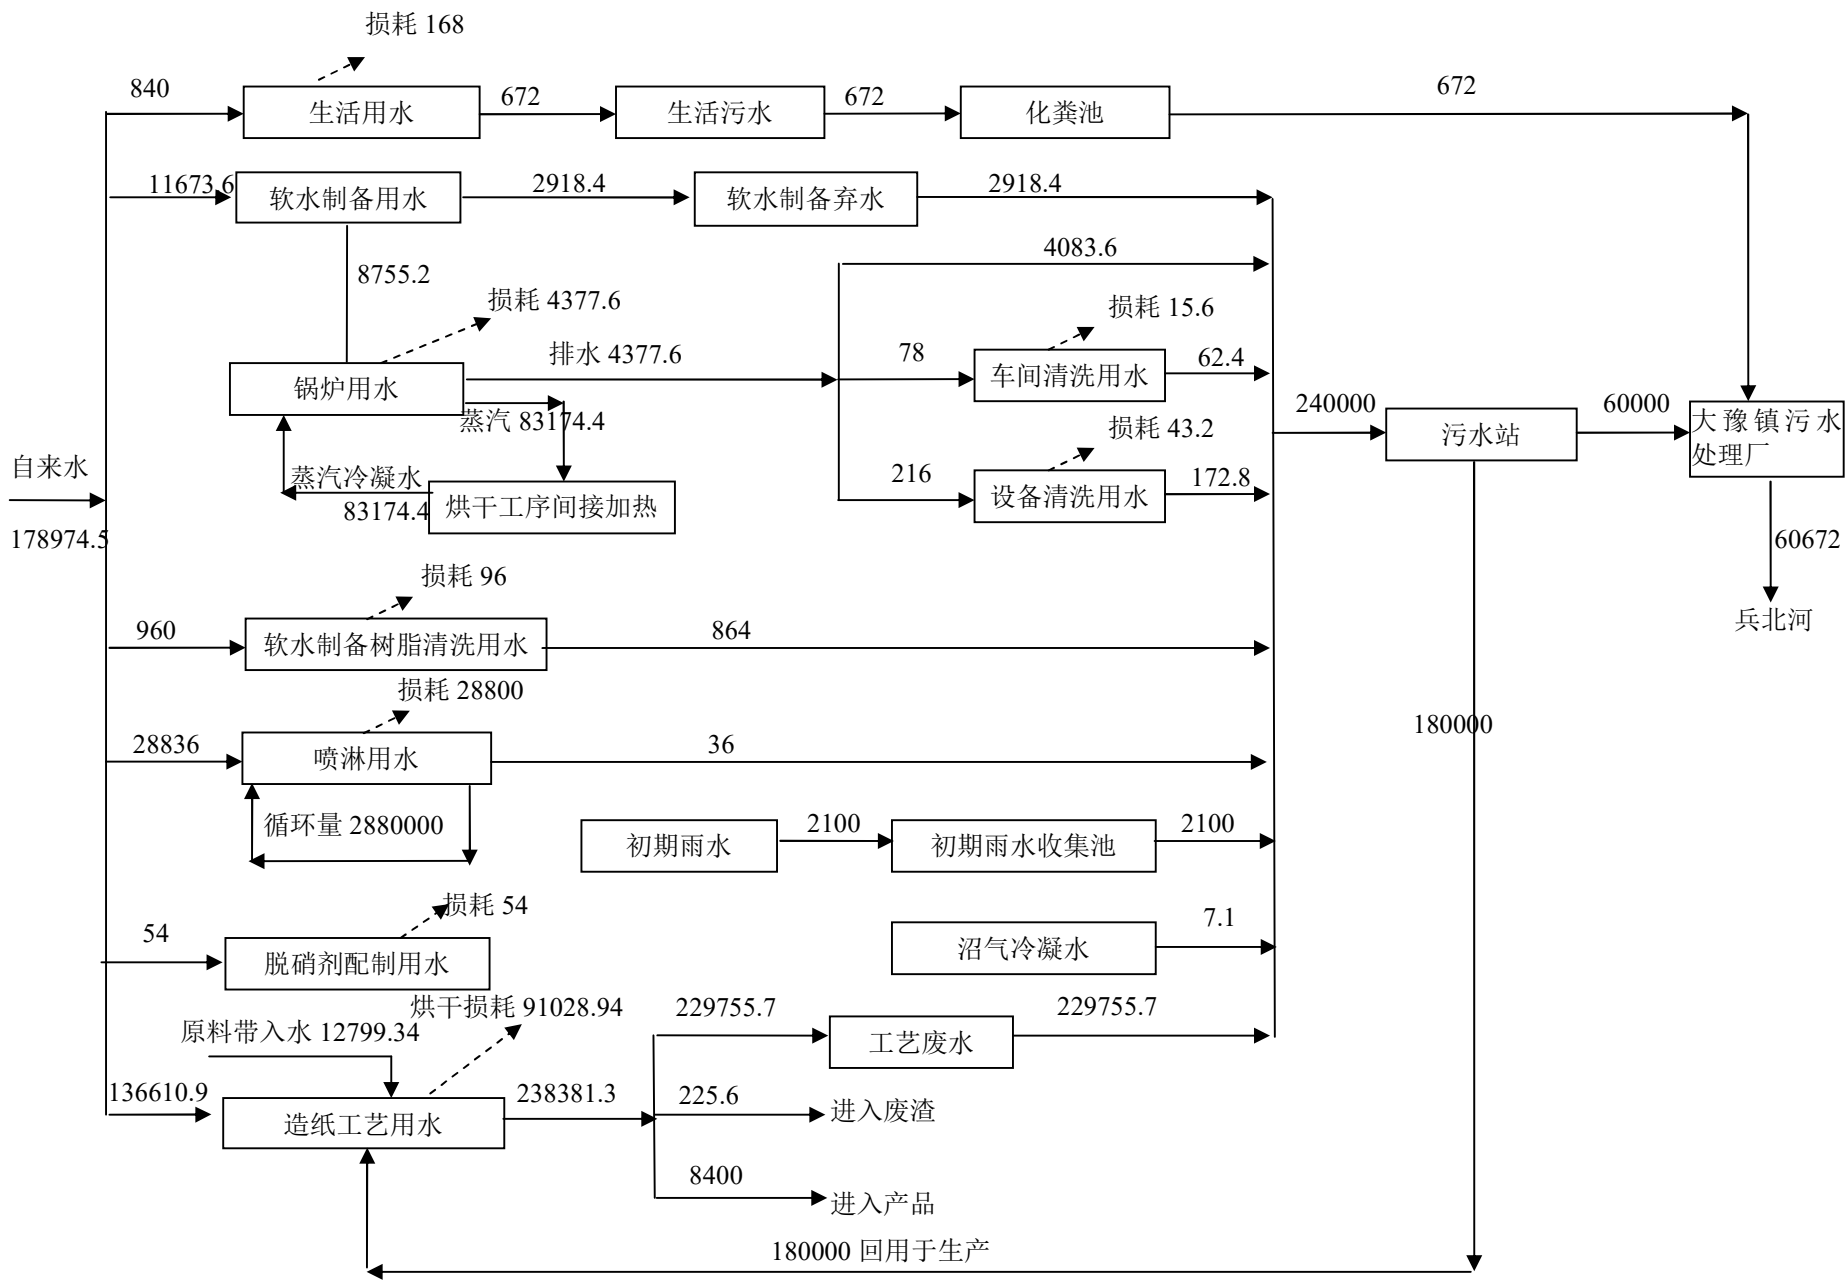 损耗 168
840
生活用水
672
生活污水
672
化粪池
672
11673.6
软水制备用水
2918.4
软水制备弃水
2918.4
8755.2
4083.6
损耗 4377.6
损耗 15.6
锅炉用水
排水 4377.6
78
车间清洗用水
62.4
蒸汽 83174.4
240000
污水站
60000
大豫镇污水
处理厂
损耗 43.2
自来水
178974.5
蒸汽冷凝水
83174.4
烘干工序间接加热
216
设备清洗用水
172.8
60672
兵北河
损耗 96
960
软水制备树脂清洗用水
864
损耗 28800
28836
喷淋用水
36
180000
循环量 2880000
初期雨水
2100
初期雨水收集池
2100
损耗 54
54
脱硝剂配制用水
沼气冷凝水
7.1
烘干损耗 91028.94
原料带入水 12799.34
229755.7
工艺废水
229755.7
136610.9
造纸工艺用水
238381.3
225.6
进入废渣
8400
进入产品
180000 回用于生产